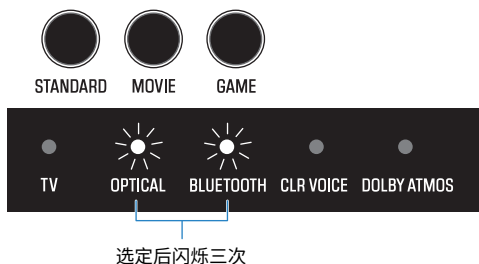 STANDARD MOVIE GAME
TV OPTICAL BLUETOOTH CLR VOICE DOLBY ATMOS
选定后闪烁三次